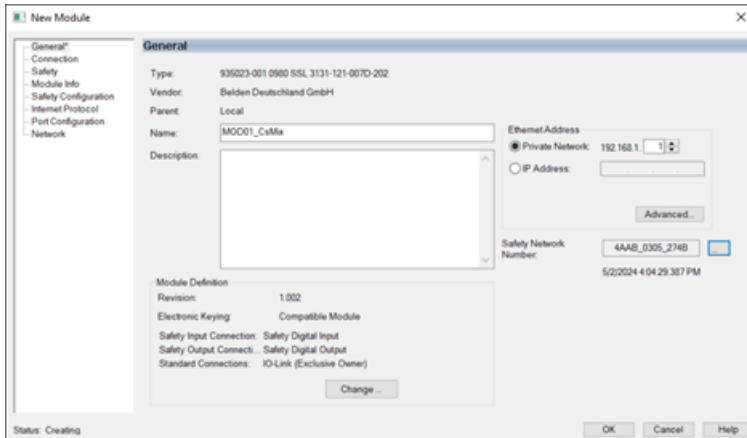 New Module
General*
Connection
Safety
Module Info
Safety Configuration
Internet Protocol
Port Configuration
Network
General
Type: 935023-001 0980 SSL 3131-121-007D-202
Vendor: Belden Deutschland GmbH
Parent: Local
Name: MOD01_CsMix
Description:
Ethernet Address
Private Network: 192.168.1. 1
IP Address: . . .
Advanced...
Safety Network
Number: 4AAB_0305_274B ...
5/2/2024 4:04:29.387 PM
Module Definition
Revision: 1.002
Electronic Keying: Compatible Module
Safety Input Connection: Safety Digital Input
Safety Output Connecti... Safety Digital Output
Standard Connections: IO-Link (Exclusive Owner)
Change ...
Status: Creating
OK Cancel Help